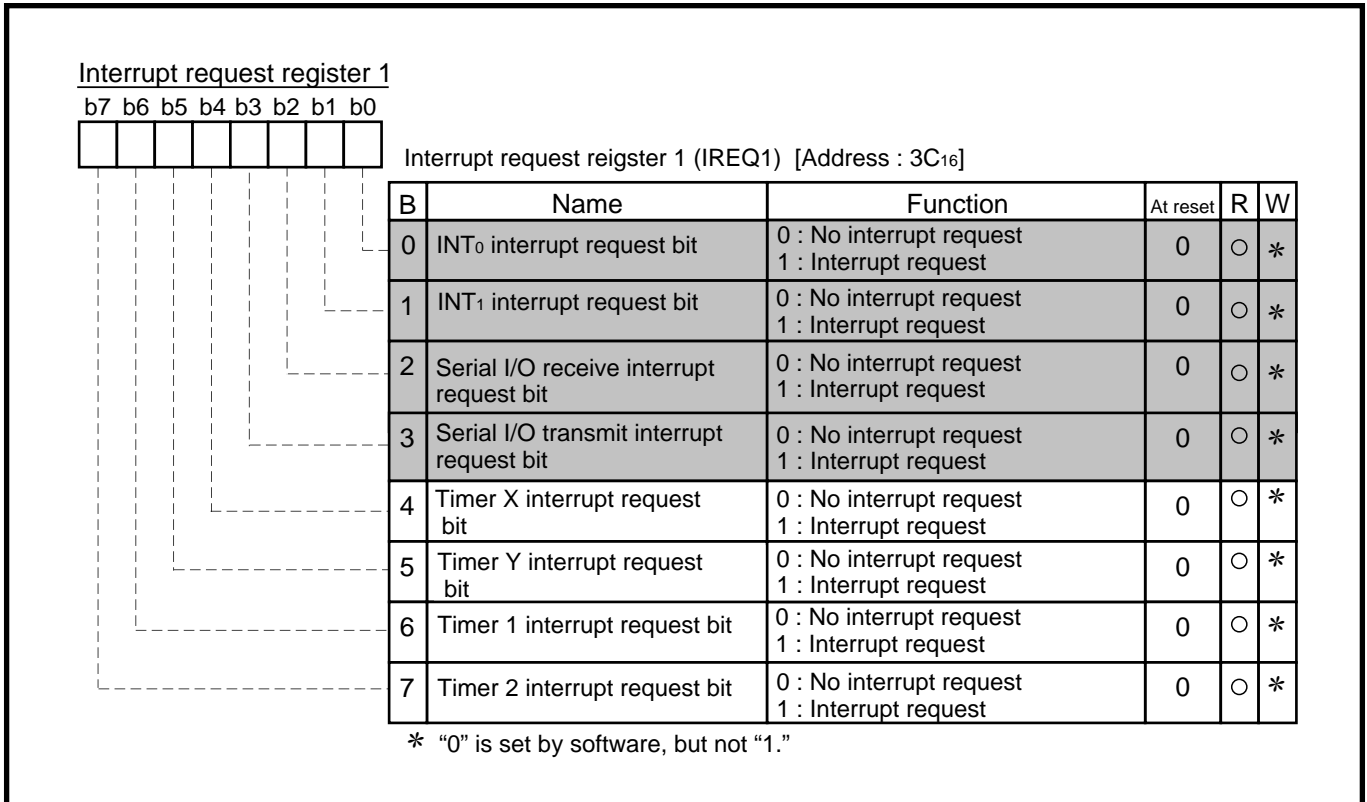 Interrupt request register 1
b7 b6 b5 b4 b3 b2 b1 b0
Interrupt request reigster 1 (IREQ1) [Address : 3C16]
B Name Function At reset R W
0 INT0 interrupt request bit 0 : No interrupt request 0 ○ *
1 : Interrupt request
1 INT1 interrupt request bit 0 : No interrupt request 0 ○ *
1 : Interrupt request
2 Serial I/O receive interrupt 0 : No interrupt request 0 ○ *
request bit 1 : Interrupt request
3 Serial I/O transmit interrupt 0 : No interrupt request 0 ○ *
request bit 1 : Interrupt request
4 Timer X interrupt request 0 : No interrupt request 0 ○ *
bit 1 : Interrupt request
5 Timer Y interrupt request 0 : No interrupt request 0 ○ *
bit 1 : Interrupt request
6 Timer 1 interrupt request bit 0 : No interrupt request 0 ○ *
1 : Interrupt request
7 Timer 2 interrupt request bit 0 : No interrupt request 0 ○ *
1 : Interrupt request
* “0” is set by software, but not “1.”